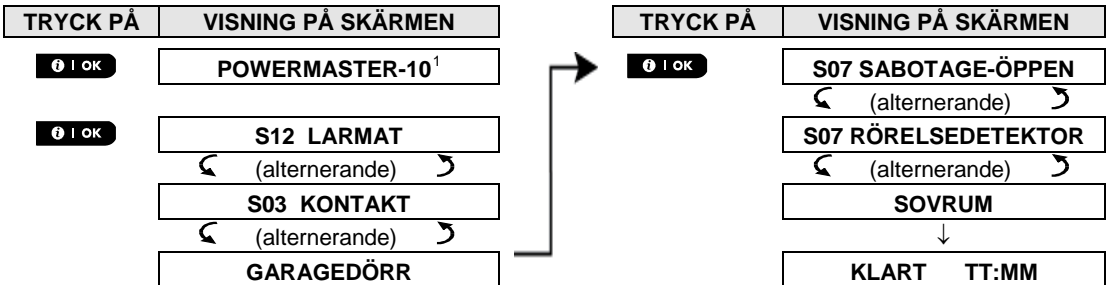 TRYCK PÅ VISNING PÅ SKÄRMEN
i | OK POWERMASTER-10¹
i | OK S12 LARMAT
(alternerande)
S03 KONTAKT
(alternerande)
GARAGEDÖRR
TRYCK PÅ VISNING PÅ SKÄRMEN
i | OK S07 SABOTAGE-ÖPPEN
(alternerande)
S07 RÖRELSEDETEKTOR
(alternerande)
SOVRUM
↓
KLART TT:MM